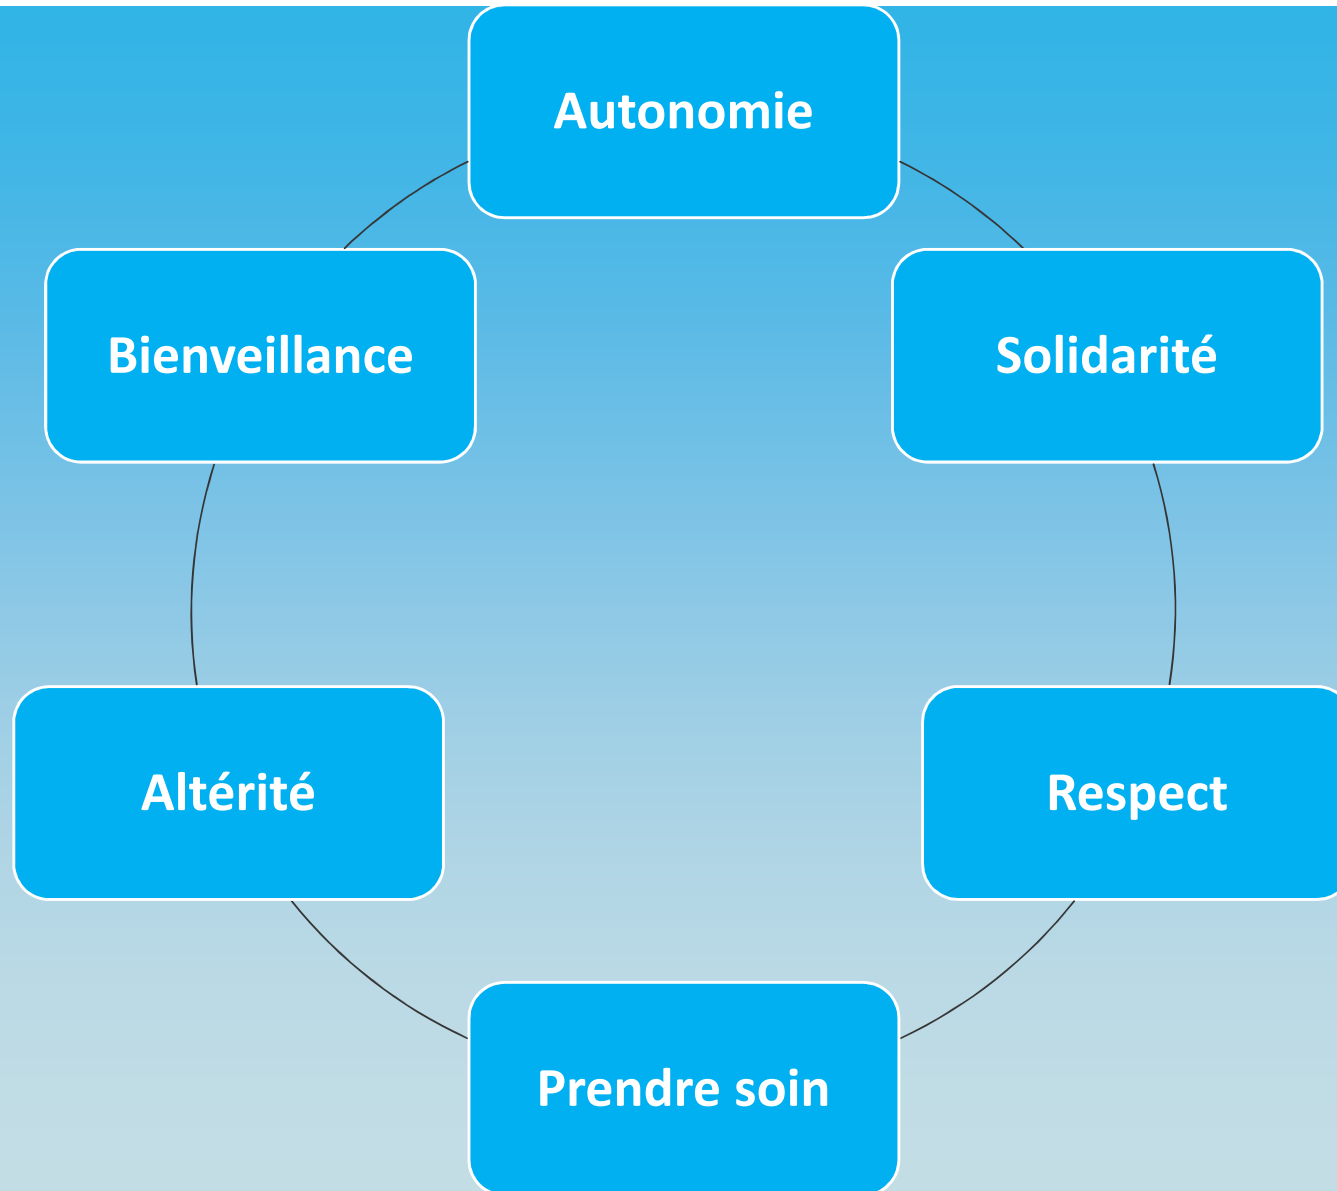 Autonomie
Solidarité
Respect
Prendre soin
Altérité
Bienveillance